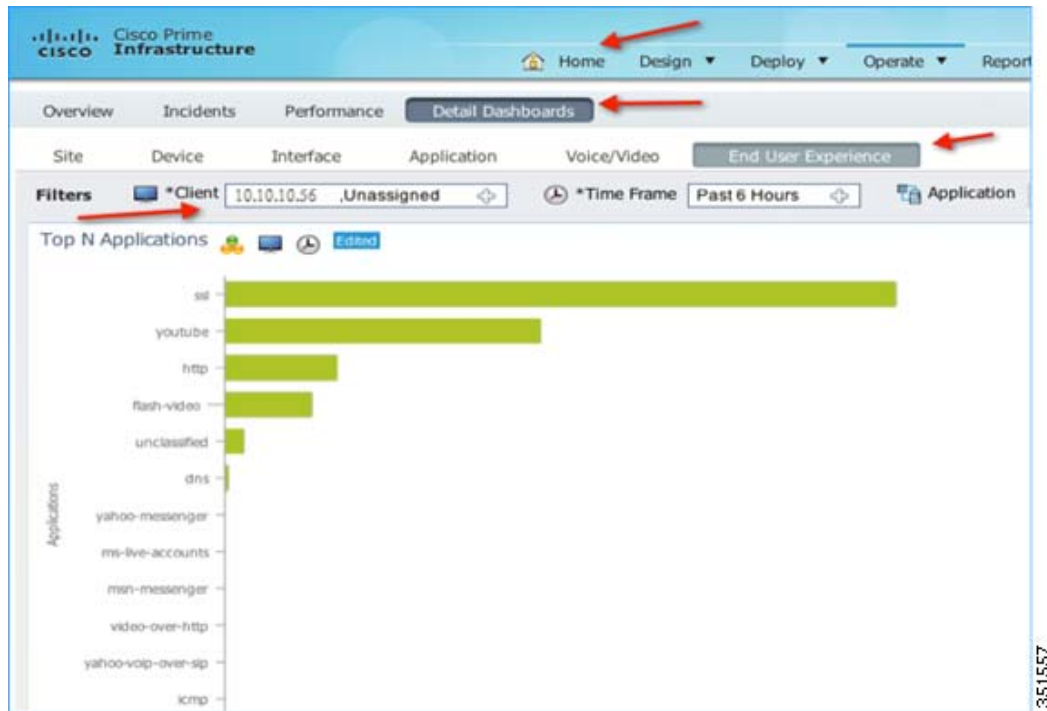 Cisco Prime
CISCO Infrastructure
Home Design Deploy Operate Report
Overview Incidents Performance Detail Dashboards
Site Device Interface Application Voice/Video End User Experience
Filters *Client 10.10.10.56 ,Unassigned *Time Frame Past 6 Hours Application
Top N Applications Edited
ssl
youtube
http
flash-video
unclassified
dns
yahoo-messenger
ms-live-accounts
msn-messenger
video-over-http
yahoo-voip-over-sip
icmp
Applications
351557